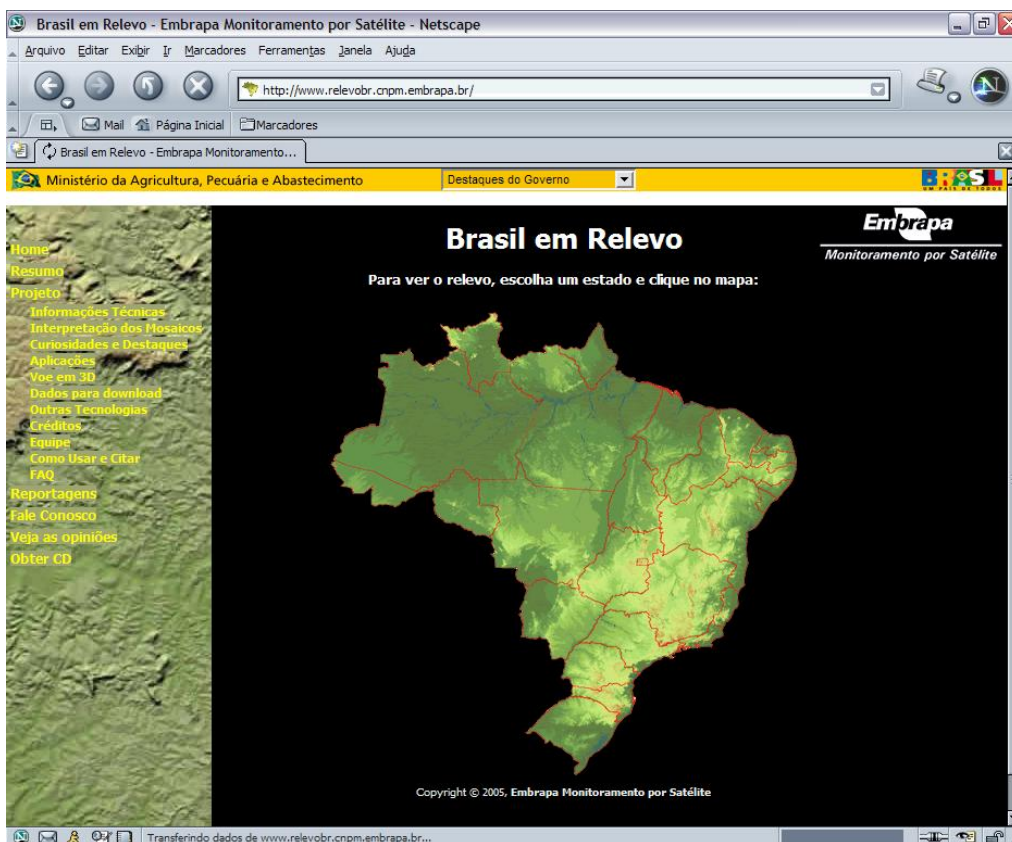 Brasil em Relevo - Embrapa Monitoramento por Satélite - Netscape
Arquivo Editar Exibir Ir Marcadores Ferramentas Janela Ajuda
http://www.relevobr.cnpm.embrapa.br/
Mail Página Inicial Marcadores
Brasil em Relevo - Embrapa Monitoramento...
Ministério da Agricultura, Pecuária e Abastecimento
Destaques do Governo
BRASIL
UM PAÍS DE TODOS
Embrapa
Monitoramento por Satélite
Brasil em Relevo
Para ver o relevo, escolha um estado e clique no mapa:
Home
Resumo
Projeto
Informações Técnicas
Interpretação dos Mosaicos
Curiosidades e Destaques
Aplicações
Voe em 3D
Dados para download
Outras Tecnologias
Créditos
Equipe
Como Usar e Citar
FAQ
Reportagens
Fale Conosco
Veja as opiniões
Obter CD
Copyright © 2005, Embrapa Monitoramento por Satélite
Transferindo dados de www.relevobr.cnpm.embrapa.br...